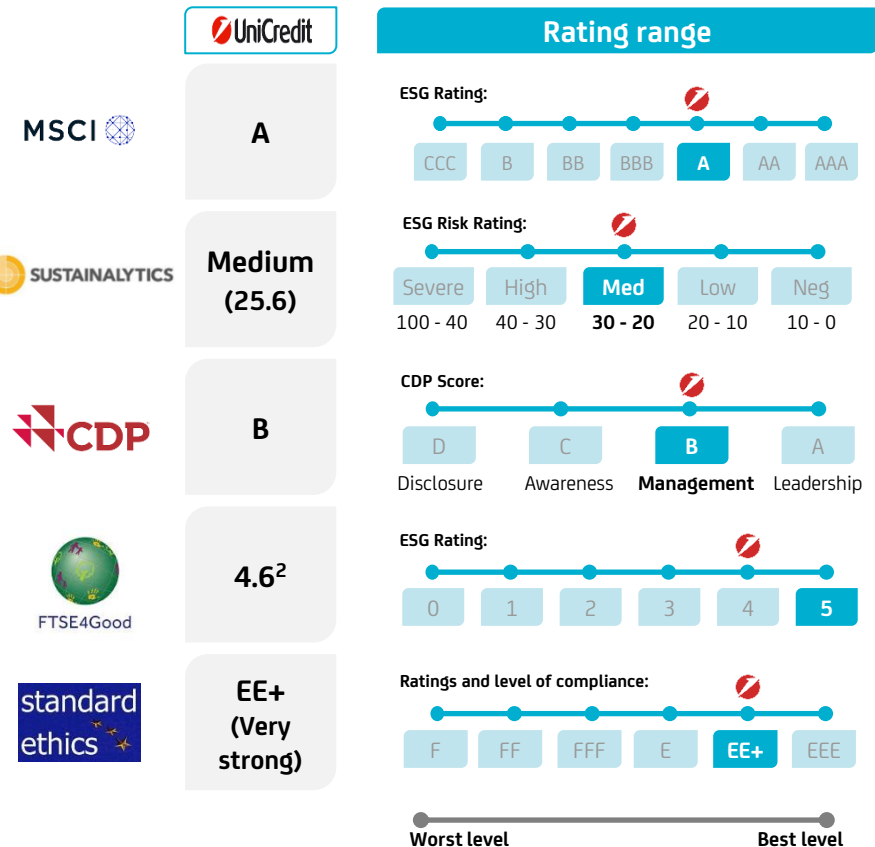 UniCredit
Rating range
MSCI
A
ESG Rating:
CCC B BB BBB A AA AAA
SUSTAINALYTICS
Medium
(25.6)
ESG Risk Rating:
Severe High Med Low Neg
100 - 40 40 - 30 30 - 20 20 - 10 10 - 0
CDP
B
CDP Score:
D C B A
Disclosure Awareness Management Leadership
FTSE4Good
4.6²
ESG Rating:
0 1 2 3 4 5
standard
ethics
EE+
(Very
strong)
Ratings and level of compliance:
F FF FFF E EE+ EEE
Worst level Best level